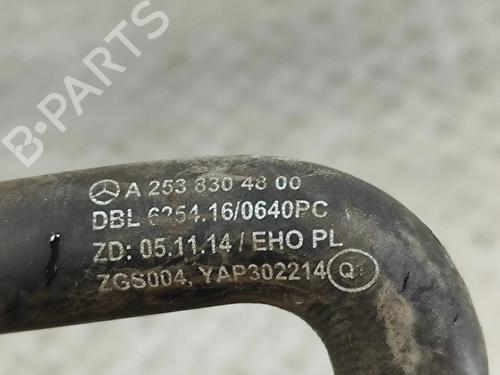 B-PARTS
A 253 830 48 00
DBL 6254.16/0640PC
ZD: 05.11.14 / EHO PL
ZGS004, YAP302214 Q